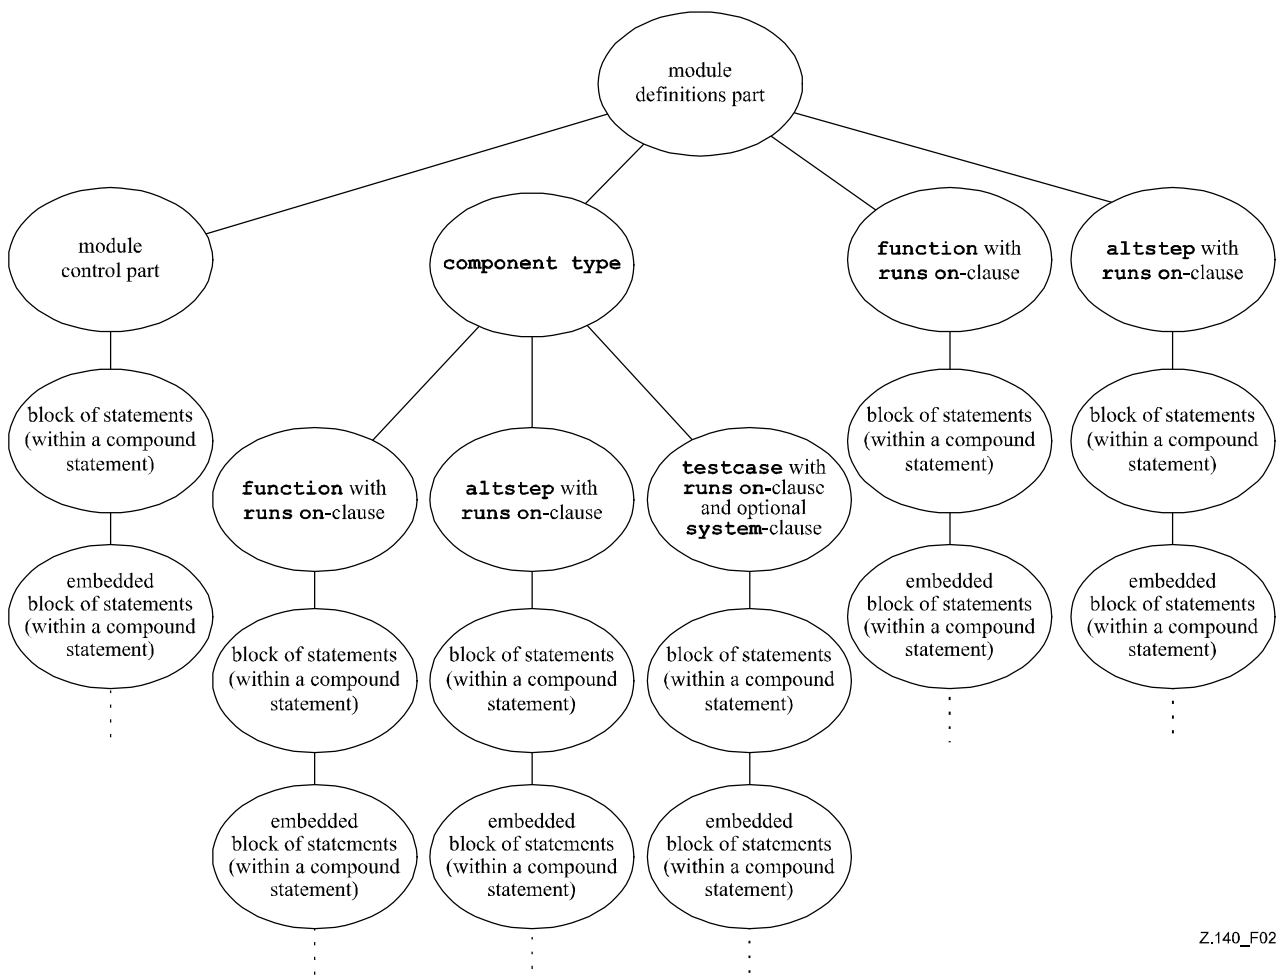 module
definitions part
module
control part
component type
function with
runs on-clause
altstep with
runs on-clause
block of statements
(within a compound
statement)
block of statements
(within a compound
statement)
block of statements
(within a compound
statement)
function with
runs on-clause
altstep with
runs on-clause
testcase with
runs on-clause
and optional
system-clause
embedded
block of statements
(within a compound
statement)
embedded
block of statements
(within a compound
statement)
embedded
block of statements
(within a compound
statement)
block of statements
(within a compound
statement)
block of statements
(within a compound
statement)
block of statements
(within a compound
statement)
embedded
block of statements
(within a compound
statement)
embedded
block of statements
(within a compound
statement)
embedded
block of statements
(within a compound
statement)
Z.140_F02